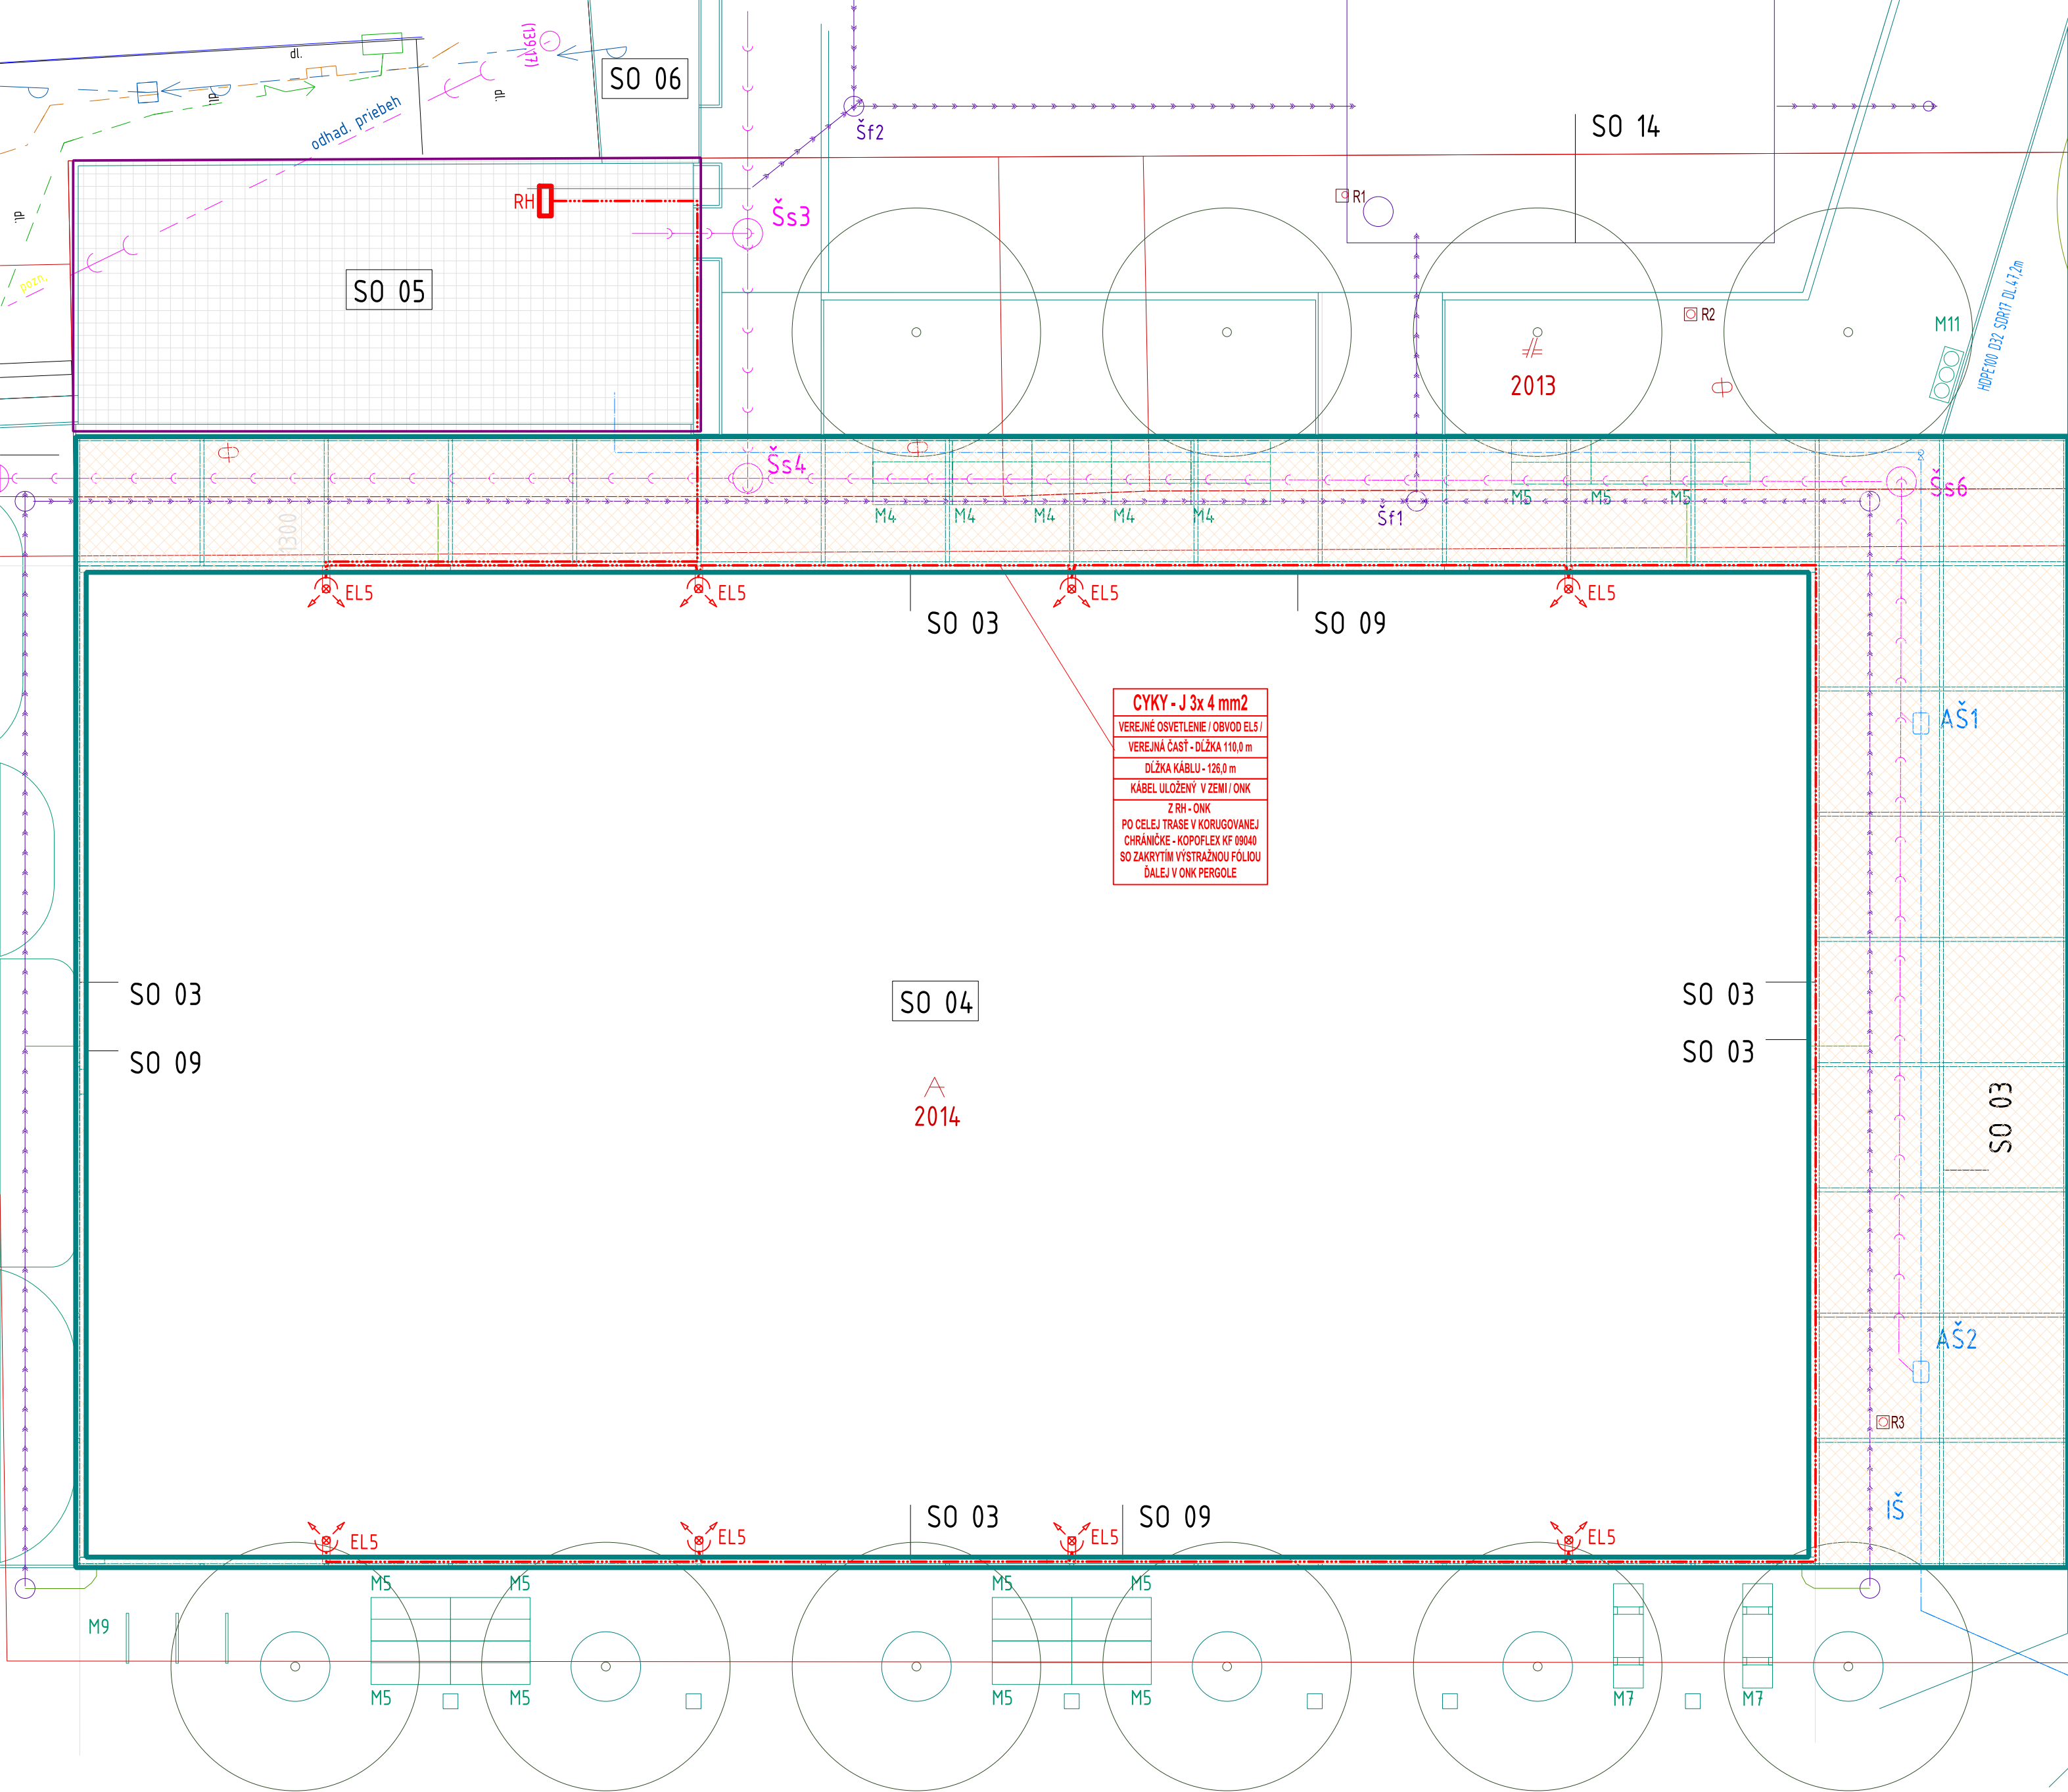 (139.17)
dl.
SO 06
dl.
dl.
odhad. priebeh
Šf2
SO 14
dl.
RH
Šs3
R1
pozn.
SO 05
R2
M11
HDPE100 D32 SDR17 DL.47,2m
2013
Šs4
Šs6
M4
M4
M4
M4
M4
Šf1
M5
M5
M5
1300
EL5
EL5
EL5
EL5
SO 03
SO 09
CYKY - J 3x 4 mm2
VEREJNÉ OSVETLENIE / OBVOD EL5 /
VEREJNÁ ČASŤ - DĹŽKA 110,0 m
DĹŽKA KÁBLU - 126,0 m
KÁBEL ULOŽENÝ V ZEMI / ONK
Z RH - ONK
PO CELEJ TRASE V KORUGOVANEJ
CHRÁNIČKE - KOPOFLEX KF 09040
SO ZAKRYTÍM VÝSTRAŽNOU FÓLIOU
ĎALEJ V ONK PERGOLE
AŠ1
SO 03
SO 04
SO 03
SO 09
SO 03
2014
SO 03
AŠ2
R3
IŠ
SO 03
SO 09
EL5
EL5
EL5
EL5
M5
M5
M5
M5
M9
M5
M5
M5
M5
M7
M7